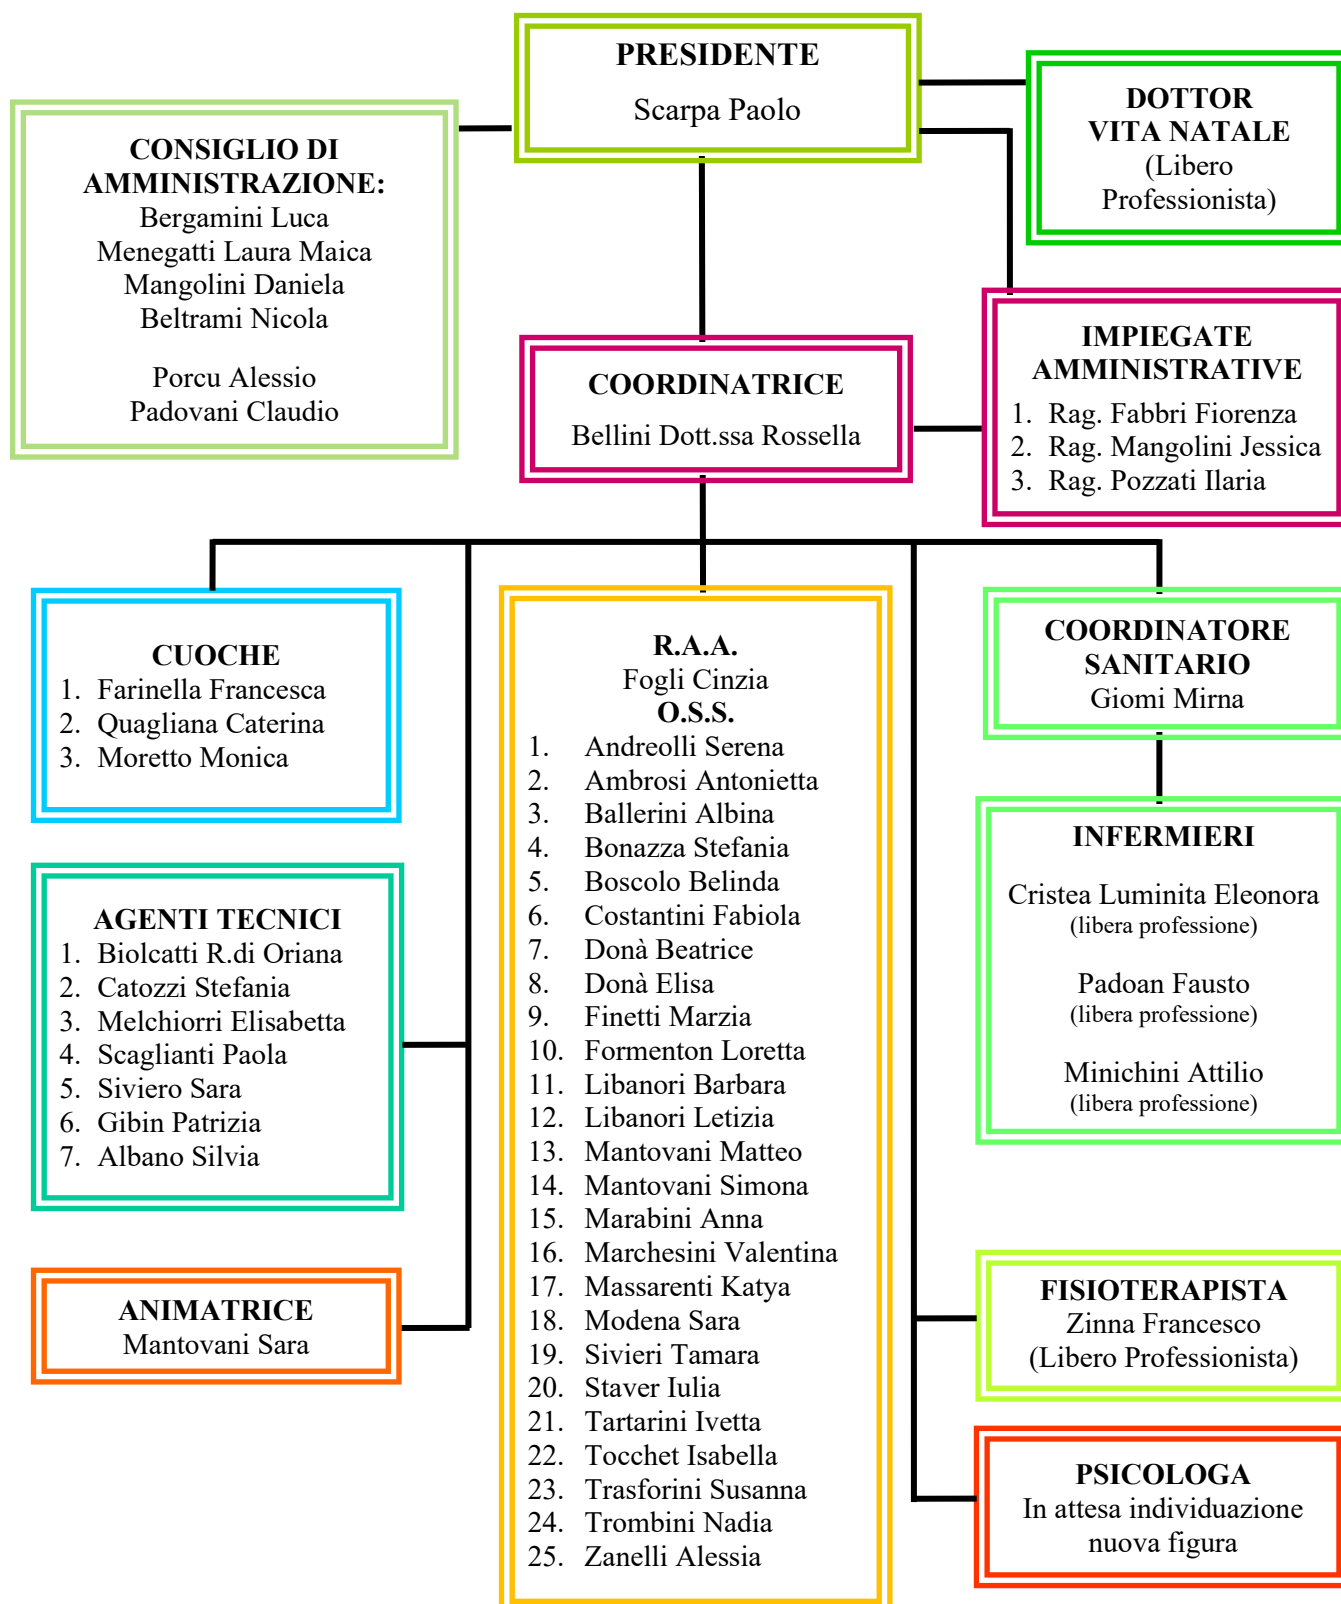 PRESIDENTE
Scarpa Paolo
DOTTOR
VITA NATALE
(Libero
Professionista)
CONSIGLIO DI
AMMINISTRAZIONE:
Bergamini Luca
Menegatti Laura Maica
Mangolini Daniela
Beltrami Nicola
Porcu Alessio
Padovani Claudio
COORDINATRICE
Bellini Dott.ssa Rossella
IMPIEGATE
AMMINISTRATIVE
1. Rag. Fabbri Fiorenza
2. Rag. Mangolini Jessica
3. Rag. Pozzati Ilaria
CUOCHE
1. Farinella Francesca
2. Quagliana Caterina
3. Moretto Monica
AGENTI TECNICI
1. Biolcatti R.di Oriana
2. Catozzi Stefania
3. Melchiorri Elisabetta
4. Scaglianti Paola
5. Siviero Sara
6. Gibin Patrizia
7. Albano Silvia
ANIMATRICE
Mantovani Sara
R.A.A.
Fogli Cinzia
O.S.S.
1. Andreolli Serena
2. Ambrosi Antonietta
3. Ballerini Albina
4. Bonazza Stefania
5. Boscolo Belinda
6. Costantini Fabiola
7. Donà Beatrice
8. Donà Elisa
9. Finetti Marzia
10. Formenton Loretta
11. Libanori Barbara
12. Libanori Letizia
13. Mantovani Matteo
14. Mantovani Simona
15. Marabini Anna
16. Marchesini Valentina
17. Massarenti Katya
18. Modena Sara
19. Sivieri Tamara
20. Staver Iulia
21. Tartarini Ivetta
22. Tocchet Isabella
23. Trasforini Susanna
24. Trombini Nadia
25. Zanelli Alessia
COORDINATORE
SANITARIO
Giomi Mirna
INFERMIERI
Cristea Luminita Eleonora
(libera professione)
Padoan Fausto
(libera professione)
Minichini Attilio
(libera professione)
FISIOTERAPISTA
Zinna Francesco
(Libero Professionista)
PSICOLOGA
In attesa individuazione
nuova figura